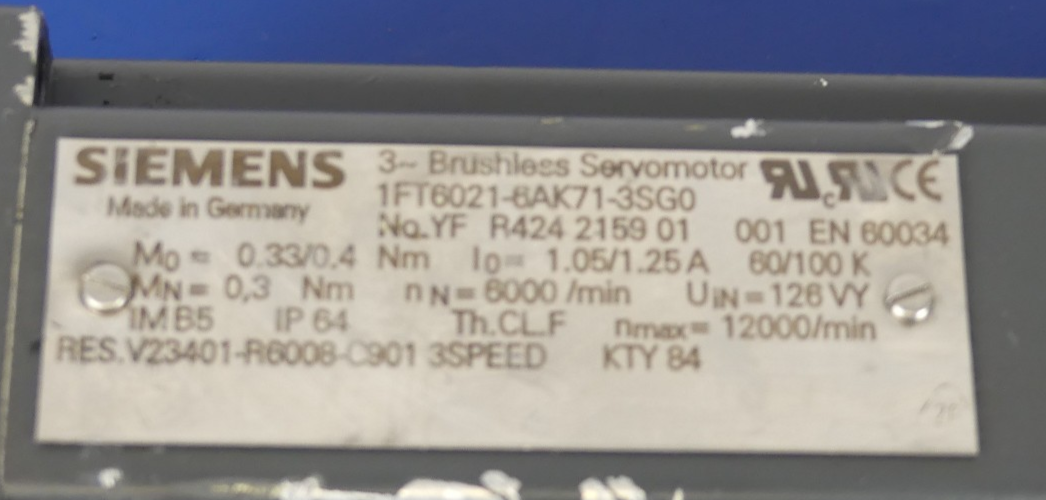 SIEMENS 3~ Brushless Servomotor
Made in Germany 1FT6021-6AK71-3SG0
No.YF R424 2159 01 001 EN 60034
M0 = 0.33/0.4 Nm I0= 1.05/1.25 A 60/100 K
MN= 0,3 Nm nN= 6000 /min UIN=126 VY
IM B5 IP 64 Th.CL.F nmax= 12000/min
RES.V23401-R6008-C901 3SPEED KTY 84